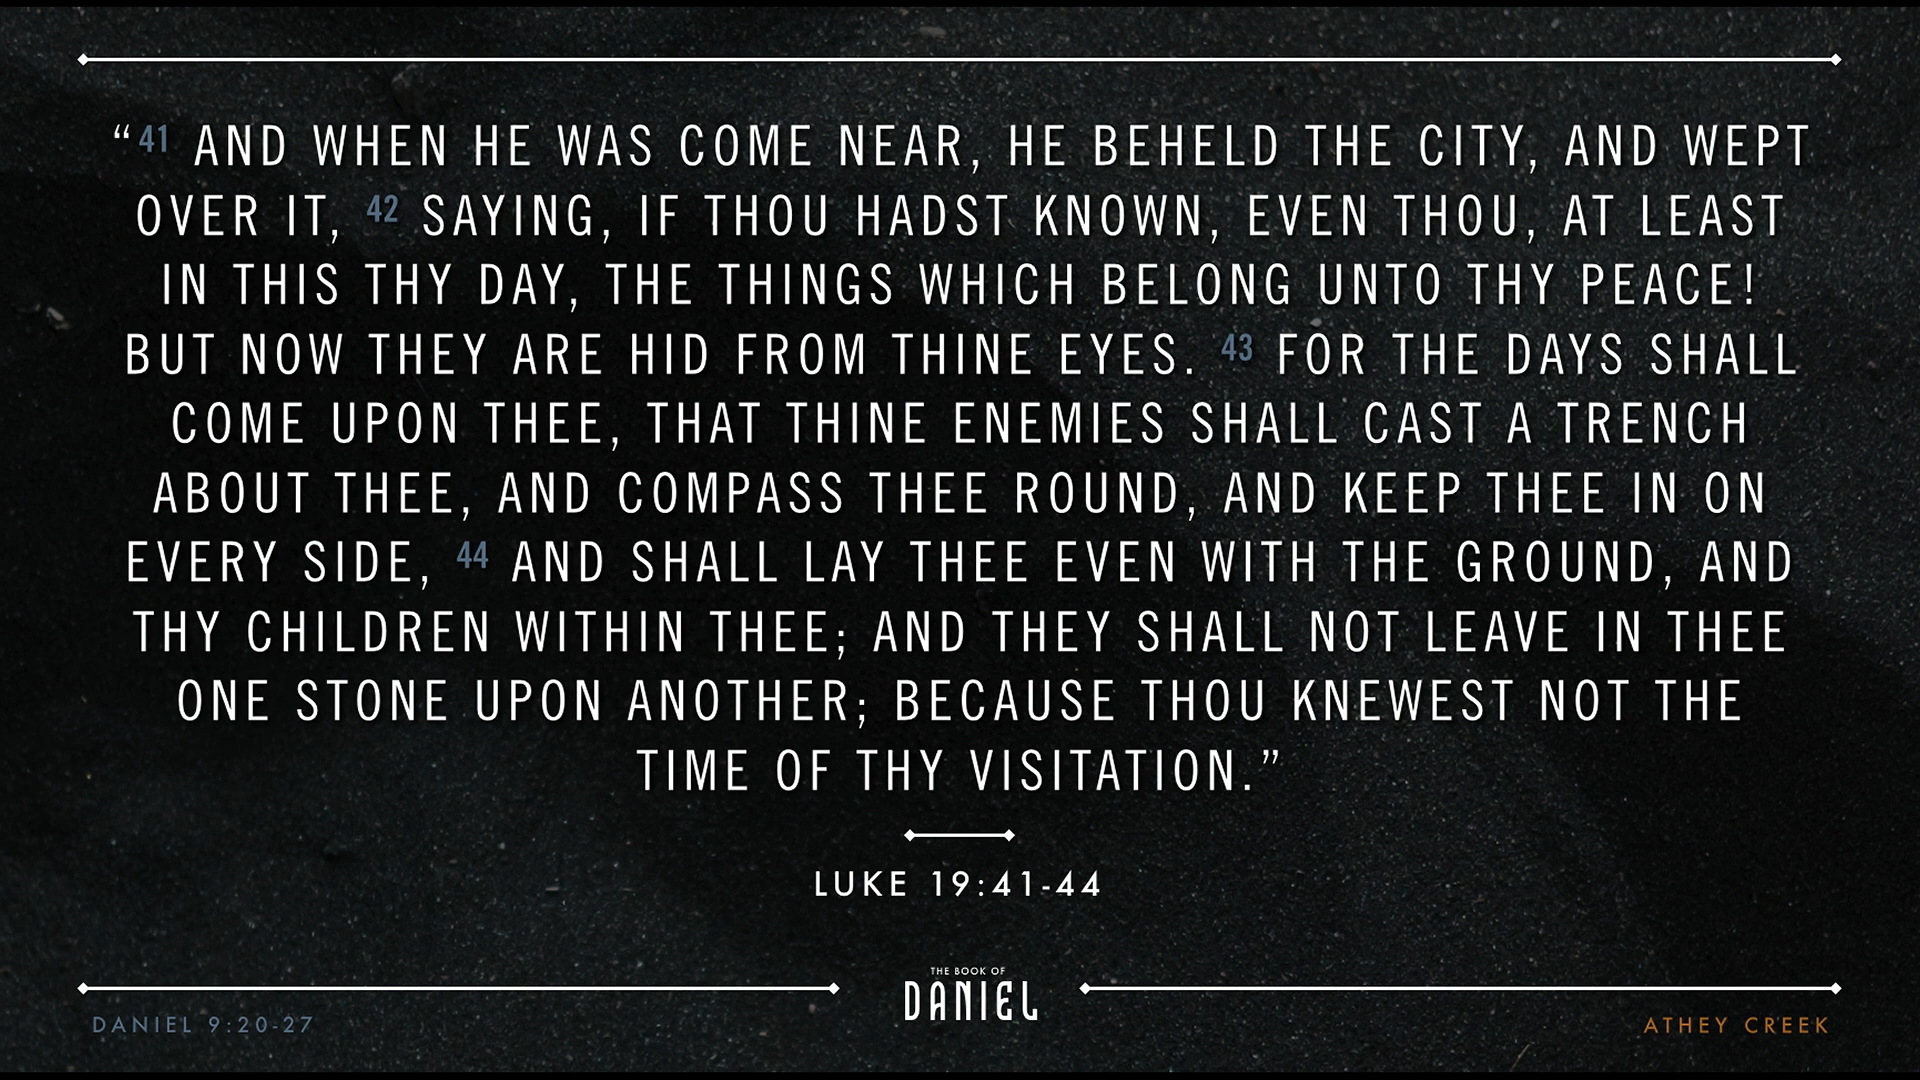 “41 AND WHEN HE WAS COME NEAR, HE BEHELD THE CITY, AND WEPT
OVER IT, 42 SAYING, IF THOU HADST KNOWN, EVEN THOU, AT LEAST
IN THIS THY DAY, THE THINGS WHICH BELONG UNTO THY PEACE!
BUT NOW THEY ARE HID FROM THINE EYES. 43 FOR THE DAYS SHALL
COME UPON THEE, THAT THINE ENEMIES SHALL CAST A TRENCH
ABOUT THEE, AND COMPASS THEE ROUND, AND KEEP THEE IN ON
EVERY SIDE, 44 AND SHALL LAY THEE EVEN WITH THE GROUND, AND
THY CHILDREN WITHIN THEE; AND THEY SHALL NOT LEAVE IN THEE
ONE STONE UPON ANOTHER; BECAUSE THOU KNEWEST NOT THE
TIME OF THY VISITATION.”
LUKE 19:41-44
THE BOOK OF
DANIEL
DANIEL 9:20-27
ATHEY CREEK